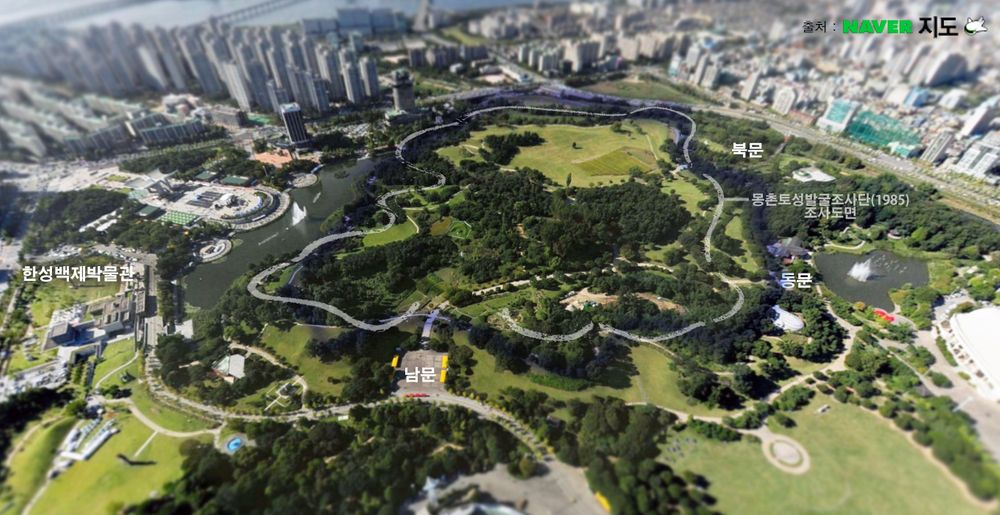 출처 : NAVER 지도
북문
몽촌토성발굴조사단(1985)
조사도면
한성백제박물관
동문
남문